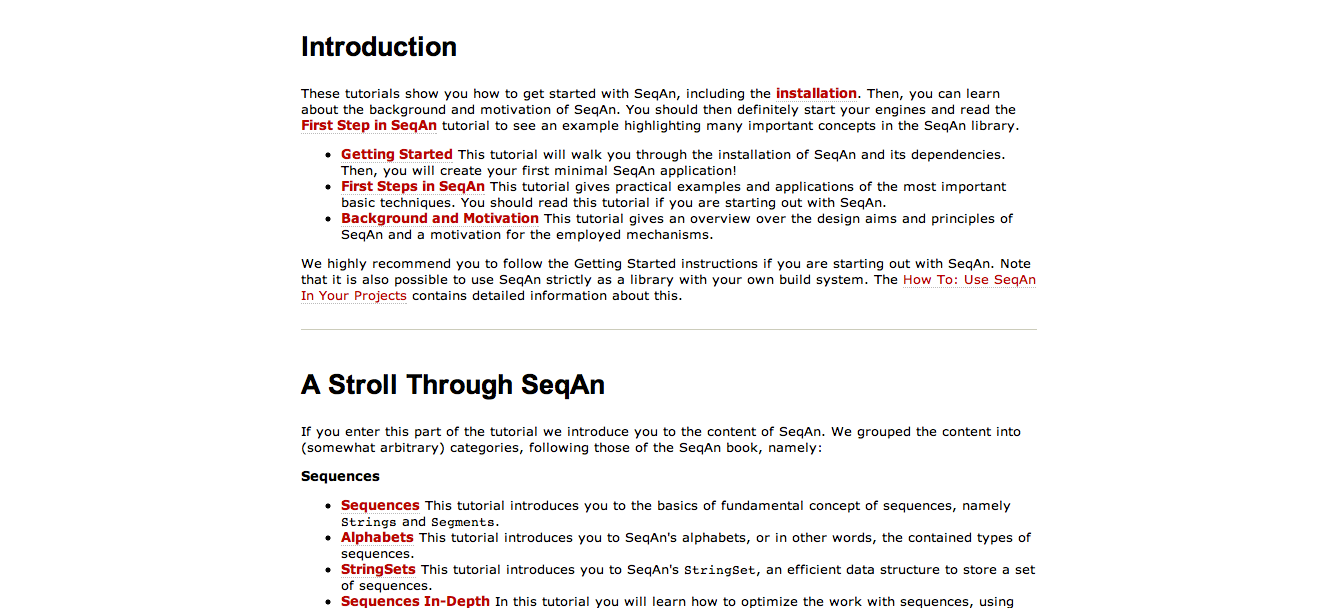 Introduction
These tutorials show you how to get started with SeqAn, including the installation. Then, you can learn
about the background and motivation of SeqAn. You should then definitely start your engines and read the
First Step in SeqAn tutorial to see an example highlighting many important concepts in the SeqAn library.
• Getting Started This tutorial will walk you through the installation of SeqAn and its dependencies.
Then, you will create your first minimal SeqAn application!
• First Steps in SeqAn This tutorial gives practical examples and applications of the most important
basic techniques. You should read this tutorial if you are starting out with SeqAn.
• Background and Motivation This tutorial gives an overview over the design aims and principles of
SeqAn and a motivation for the employed mechanisms.
We highly recommend you to follow the Getting Started instructions if you are starting out with SeqAn. Note
that it is also possible to use SeqAn strictly as a library with your own build system. The How To: Use SeqAn
In Your Projects contains detailed information about this.
A Stroll Through SeqAn
If you enter this part of the tutorial we introduce you to the content of SeqAn. We grouped the content into
(somewhat arbitrary) categories, following those of the SeqAn book, namely:
Sequences
• Sequences This tutorial introduces you to the basics of fundamental concept of sequences, namely
Strings and Segments.
• Alphabets This tutorial introduces you to SeqAn's alphabets, or in other words, the contained types of
sequences.
• StringSets This tutorial introduces you to SeqAn's StringSet, an efficient data structure to store a set
of sequences.
• Sequences In-Depth In this tutorial you will learn how to optimize the work with sequences, using